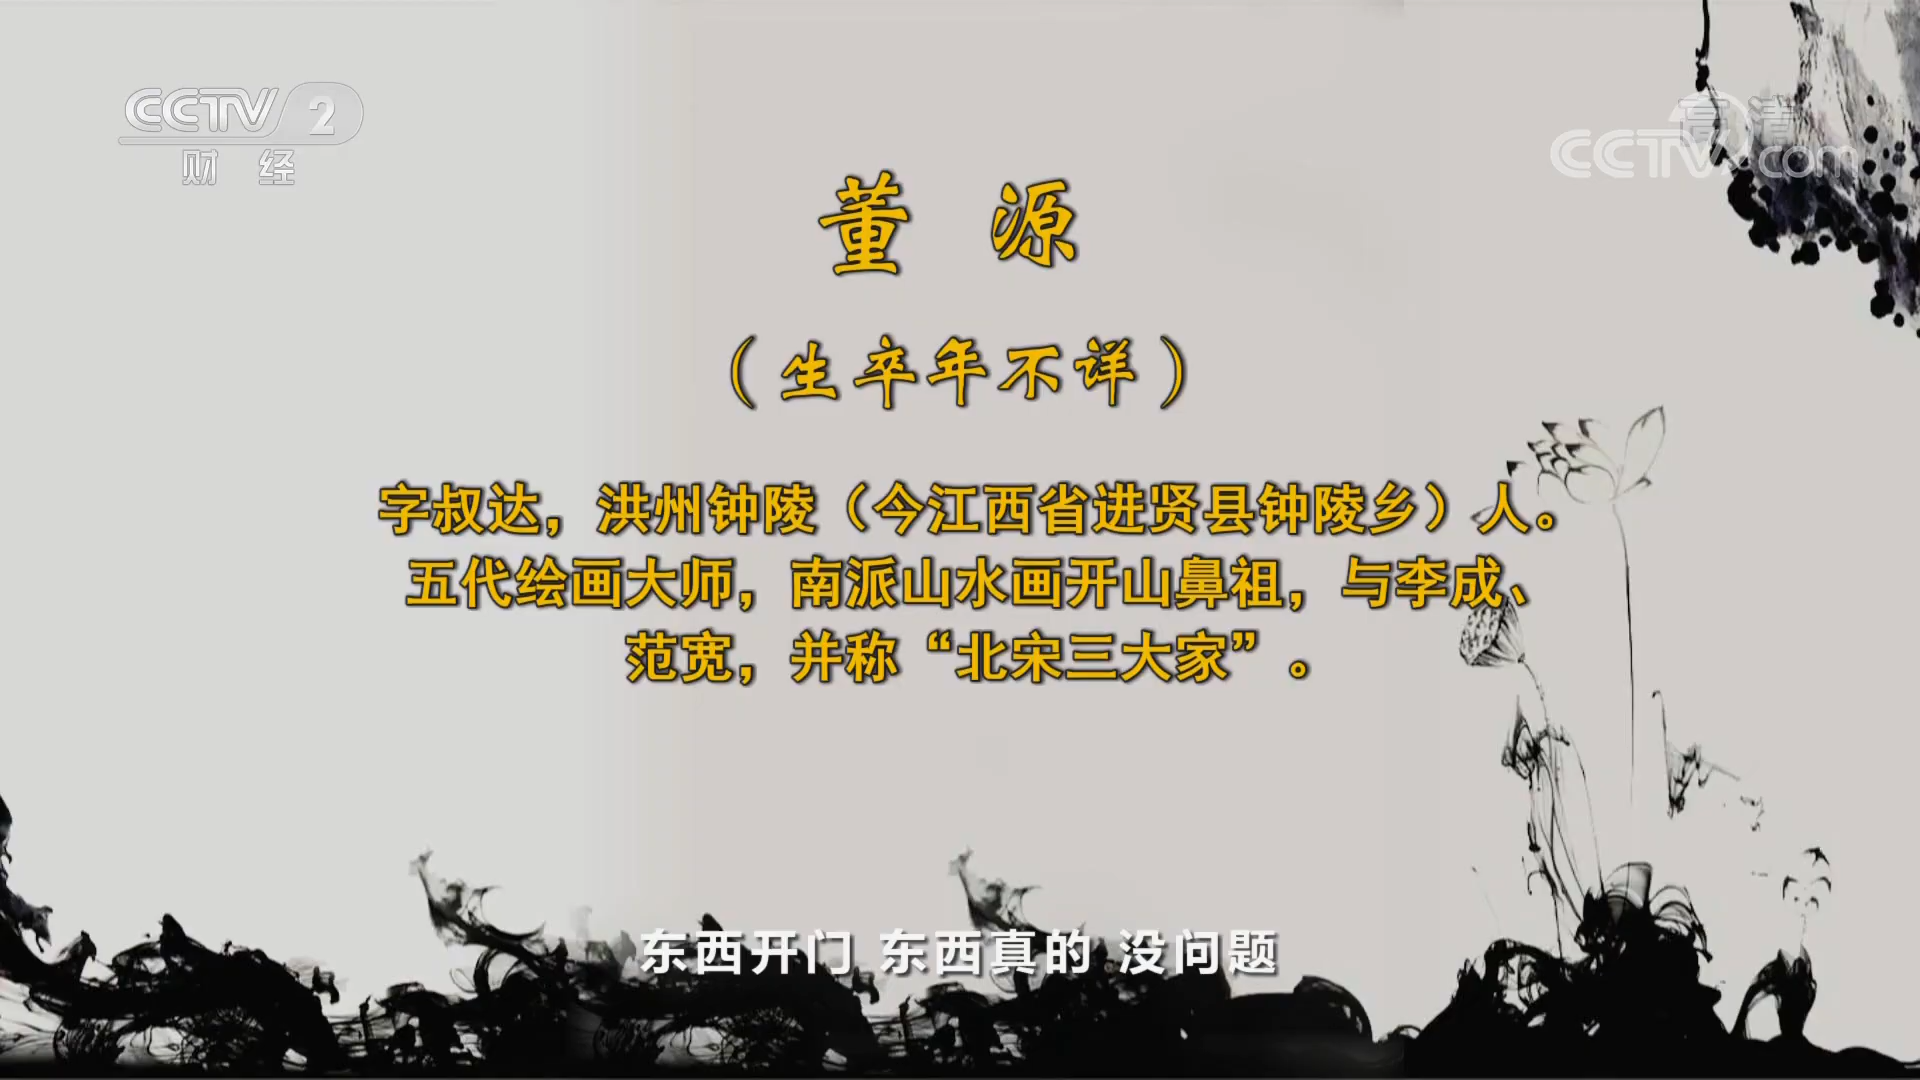 CCTV 2
财 经
高清
CCTV.com
董 源
（生卒年不详）
字叔达，洪州钟陵（今江西省进贤县钟陵乡）人。
五代绘画大师，南派山水画开山鼻祖，与李成、
范宽，并称“北宋三大家”。
东西开门 东西真的 没问题